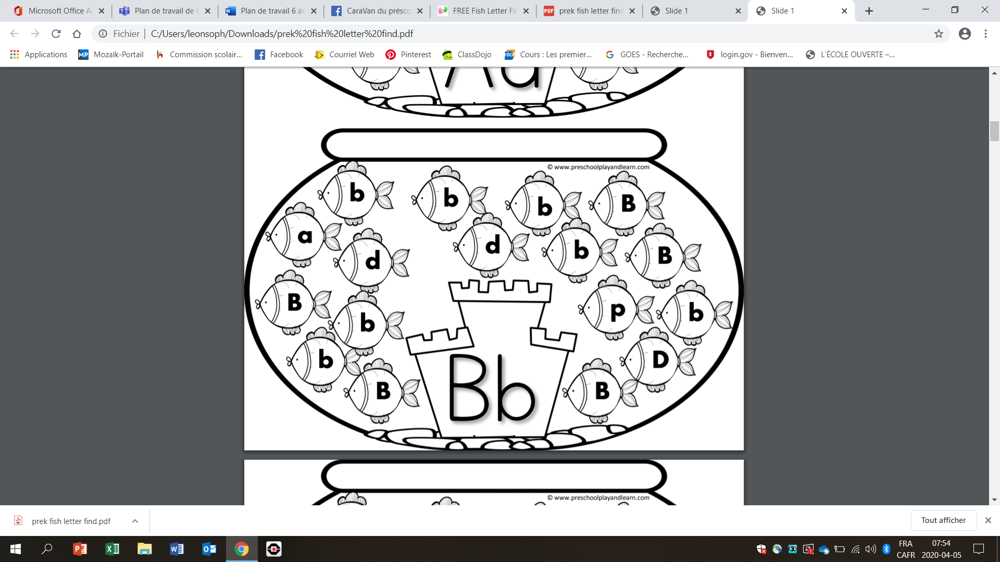 Microsoft Office A
Plan de travail de l
Plan de travail 6 av
CaraVan du présco
FREE Fish Letter Fin
prek fish letter find
Slide 1
Slide 1
Fichier
C:/Users/leonsoph/Downloads/prek%20fish%20letter%20find.pdf
Applications
Mozaïk-Portail
Commission scolair...
Facebook
Courriel Web
Pinterest
ClassDojo
Cours : Les premier...
GOES - Recherche...
login.gov - Bienven...
L'ÉCOLE OUVERTE –...
Aa
© www.preschoolplayandlearn.com
b b b B
a d d b B
B b p b
b B B D
Bb
© www.preschoolplayandlearn.com
prek fish letter find.pdf
Tout afficher
FRA
CAFR
07:54
2020-04-05